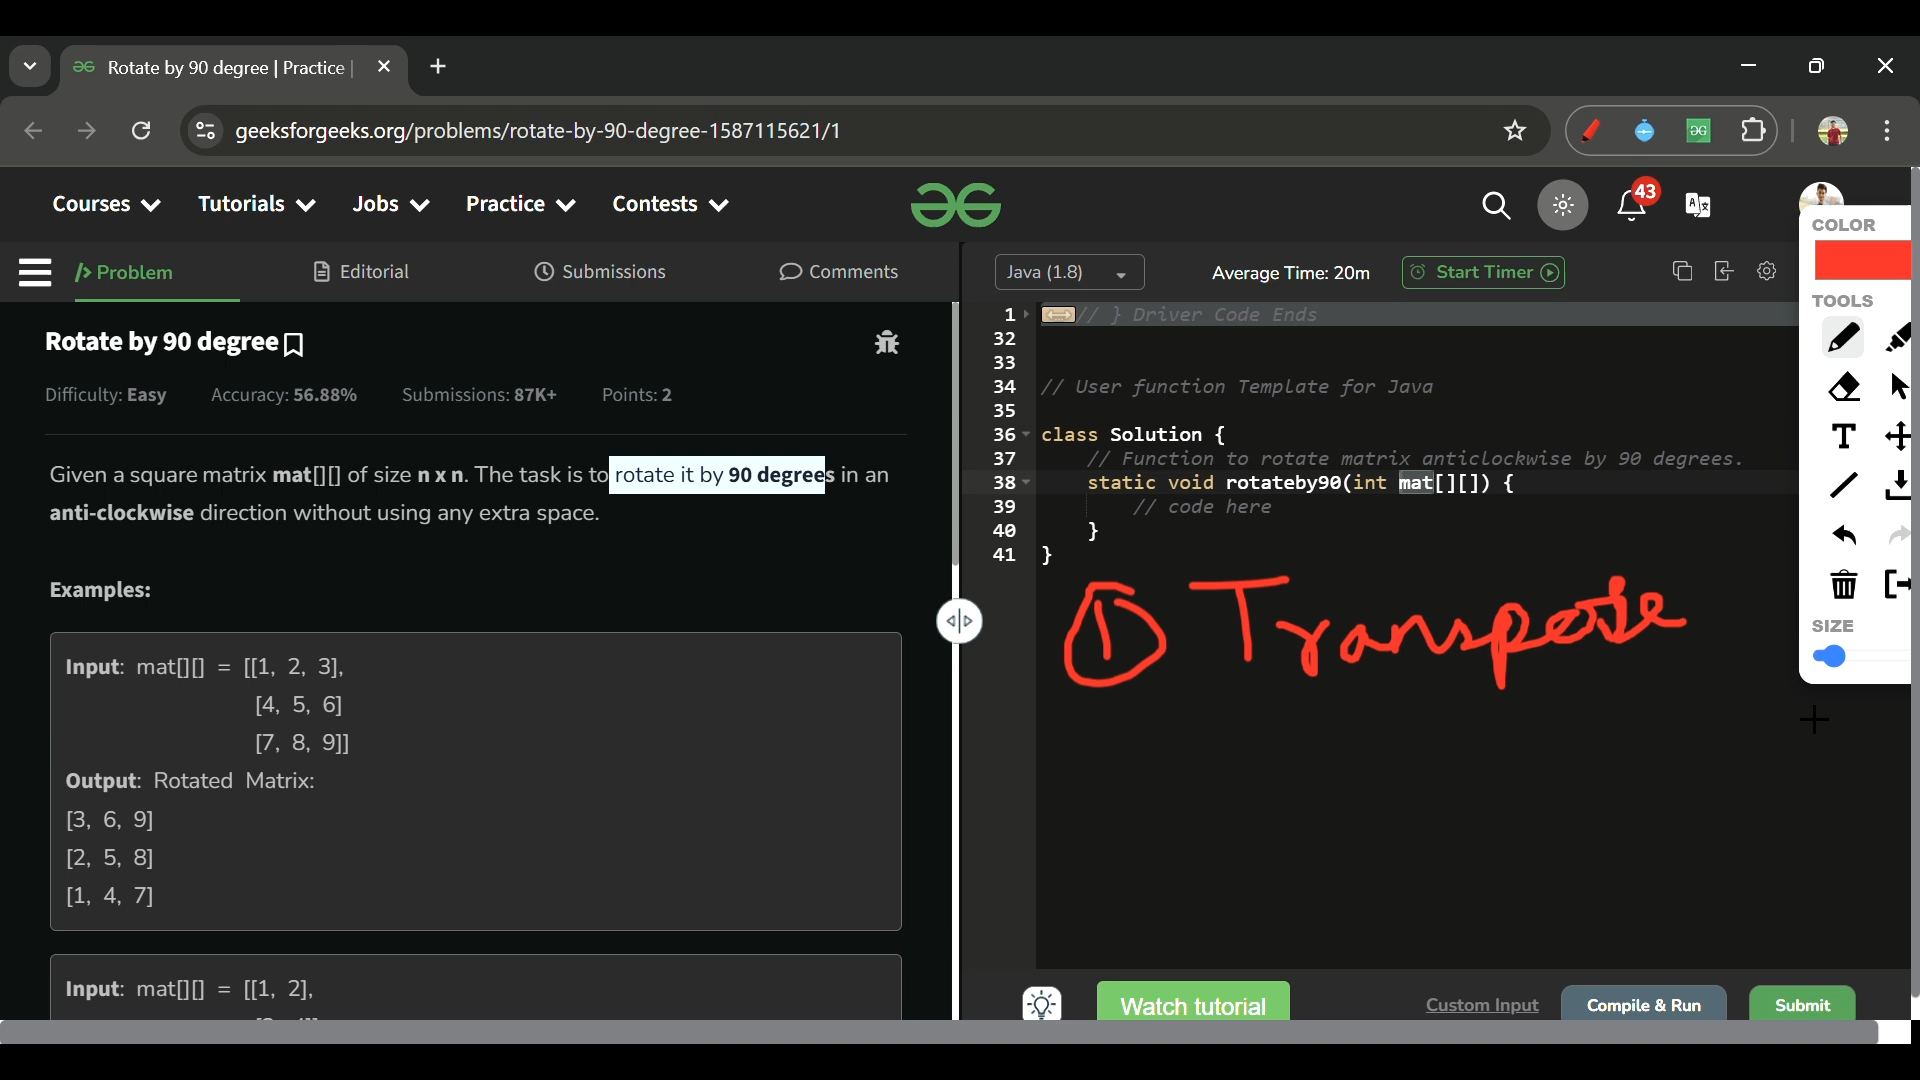 Rotate by 90 degree | Practice |
geeksforgeeks.org/problems/rotate-by-90-degree-1587115621/1
Courses Tutorials Jobs Practice Contests
43
Problem Editorial Submissions Comments
Rotate by 90 degree
Difficulty: Easy Accuracy: 56.88% Submissions: 87K+ Points: 2
Given a square matrix mat[][] of size n x n. The task is to rotate it by 90 degrees in an
anti-clockwise direction without using any extra space.
Examples:
Input: mat[][] = [[1, 2, 3],
[4, 5, 6]
[7, 8, 9]]
Output: Rotated Matrix:
[3, 6, 9]
[2, 5, 8]
[1, 4, 7]
Input: mat[][] = [[1, 2],
Java (1.8) Average Time: 20m Start Timer
1 // } Driver Code Ends
32
33
34 // User function Template for Java
35
36 class Solution {
37 // Function to rotate matrix anticlockwise by 90 degrees.
38 static void rotateby90(int mat[][]) {
39 // code here
40 }
41 }
① Transpose
COLOR
TOOLS
T
SIZE
Watch tutorial Custom Input Compile & Run Submit